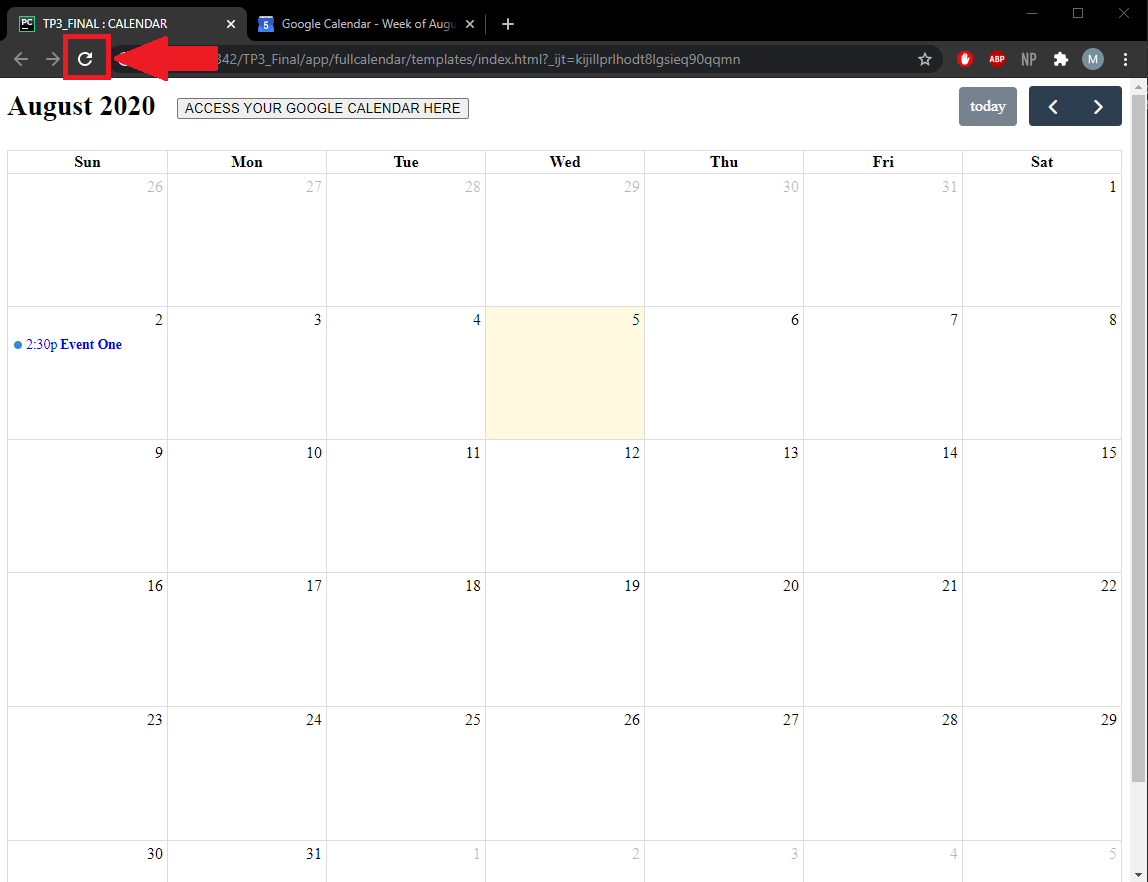 PC TP3_FINAL : CALENDAR
5 Google Calendar - Week of Augu
342/TP3_Final/app/fullcalendar/templates/index.html?_ijt=kijillprlhodt8lgsieq90qqmn
ABP NP M
August 2020 ACCESS YOUR GOOGLE CALENDAR HERE today
Sun Mon Tue Wed Thu Fri Sat
26 27 28 29 30 31 1
2 3 4 5 6 7 8
2:30p Event One
9 10 11 12 13 14 15
16 17 18 19 20 21 22
23 24 25 26 27 28 29
30 31 1 2 3 4 5